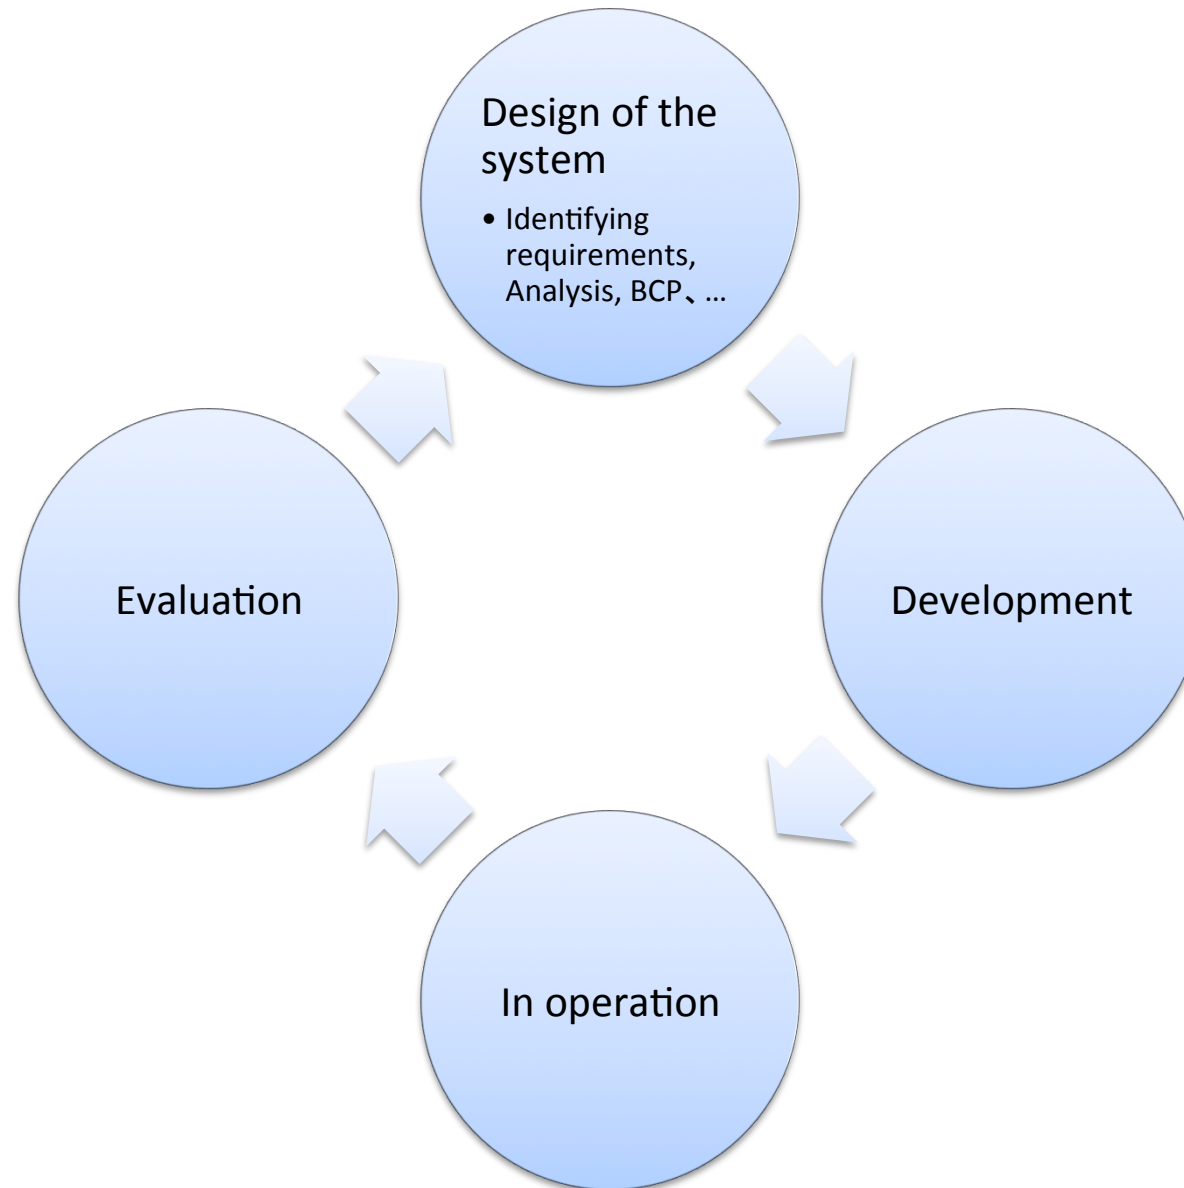 Design of the
system
• Identifying
requirements,
Analysis, BCP、…
Evaluation
Development
In operation